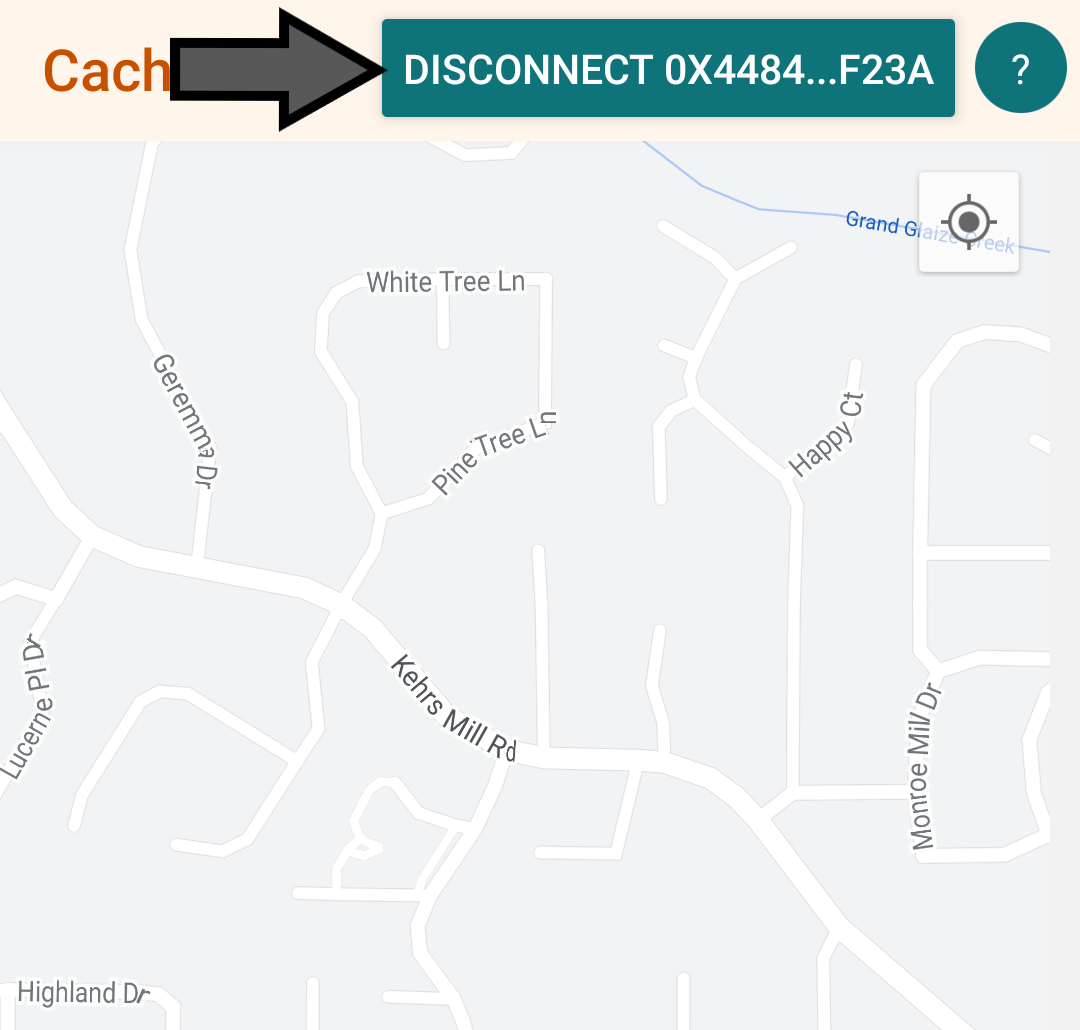 Cach
DISCONNECT 0X4484...F23A
?
Grand Glaize Creek
White Tree Ln
Geremma Dr
Pine Tree Ln
Happy Ct
Lucerne Pl Dr
Kehrs Mill Rd
Monroe Mill Dr
Highland Dr